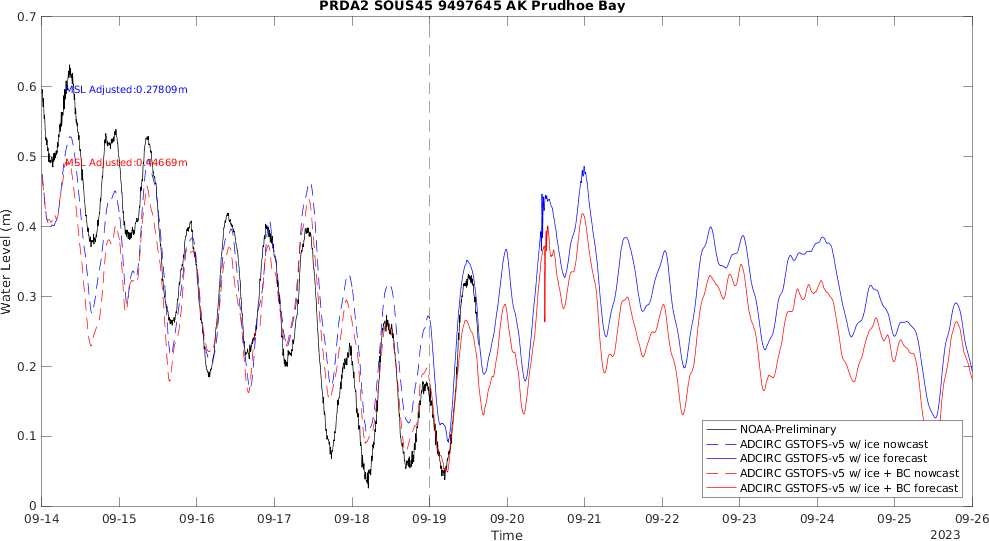 PRDA2 SOUS45 9497645 AK Prudhoe Bay
0.7
0.6
0.5
0.4
0.3
0.2
0.1
0
Water Level (m)
MSL Adjusted:0.27809m
MSL
NOAA-Preliminary
ADCIRC GSTOFS-v5 w/ ice nowcast
ADCIRC GSTOFS-v5 w/ ice forecast
ADCIRC GSTOFS-v5 w/ ice + BC nowcast
ADCIRC GSTOFS-v5 w/ ice + BC forecast
09-14 09-15 09-16 09-17 09-18 09-19 09-20 09-21 09-22 09-23 09-24 09-25 09-26
Time
2023